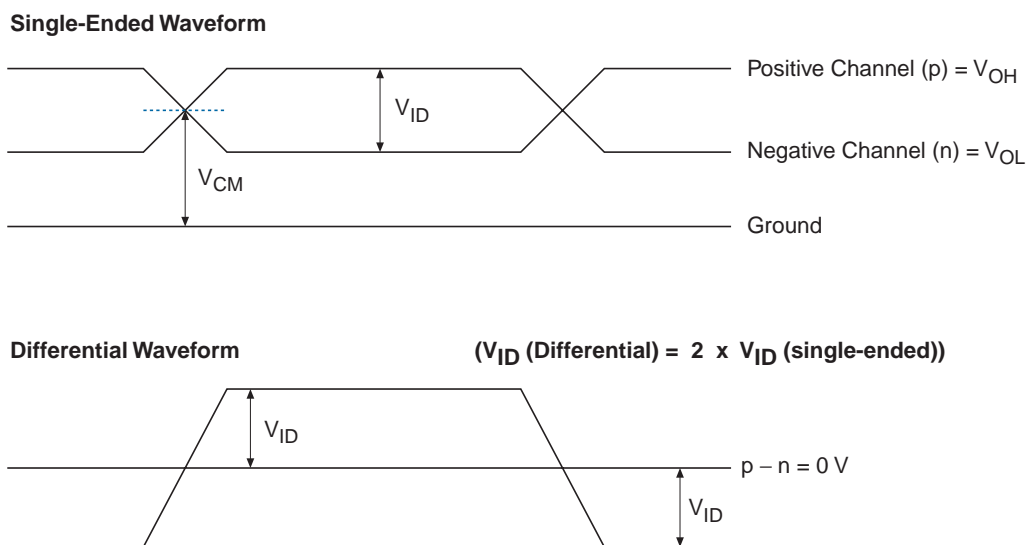 Single-Ended Waveform
Positive Channel (p) = VOH
VID
Negative Channel (n) = VOL
VCM
Ground
Differential Waveform (VID (Differential) = 2 x VID (single-ended))
VID
p – n = 0 V
VID